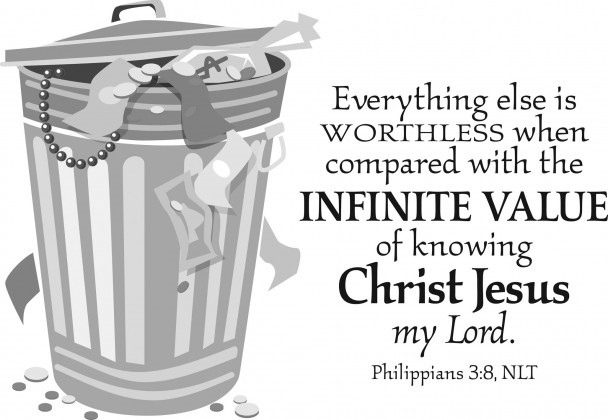 Everything else is
WORTHLESS when
compared with the
INFINITE VALUE
of knowing
Christ Jesus
my Lord.
Philippians 3:8, NLT